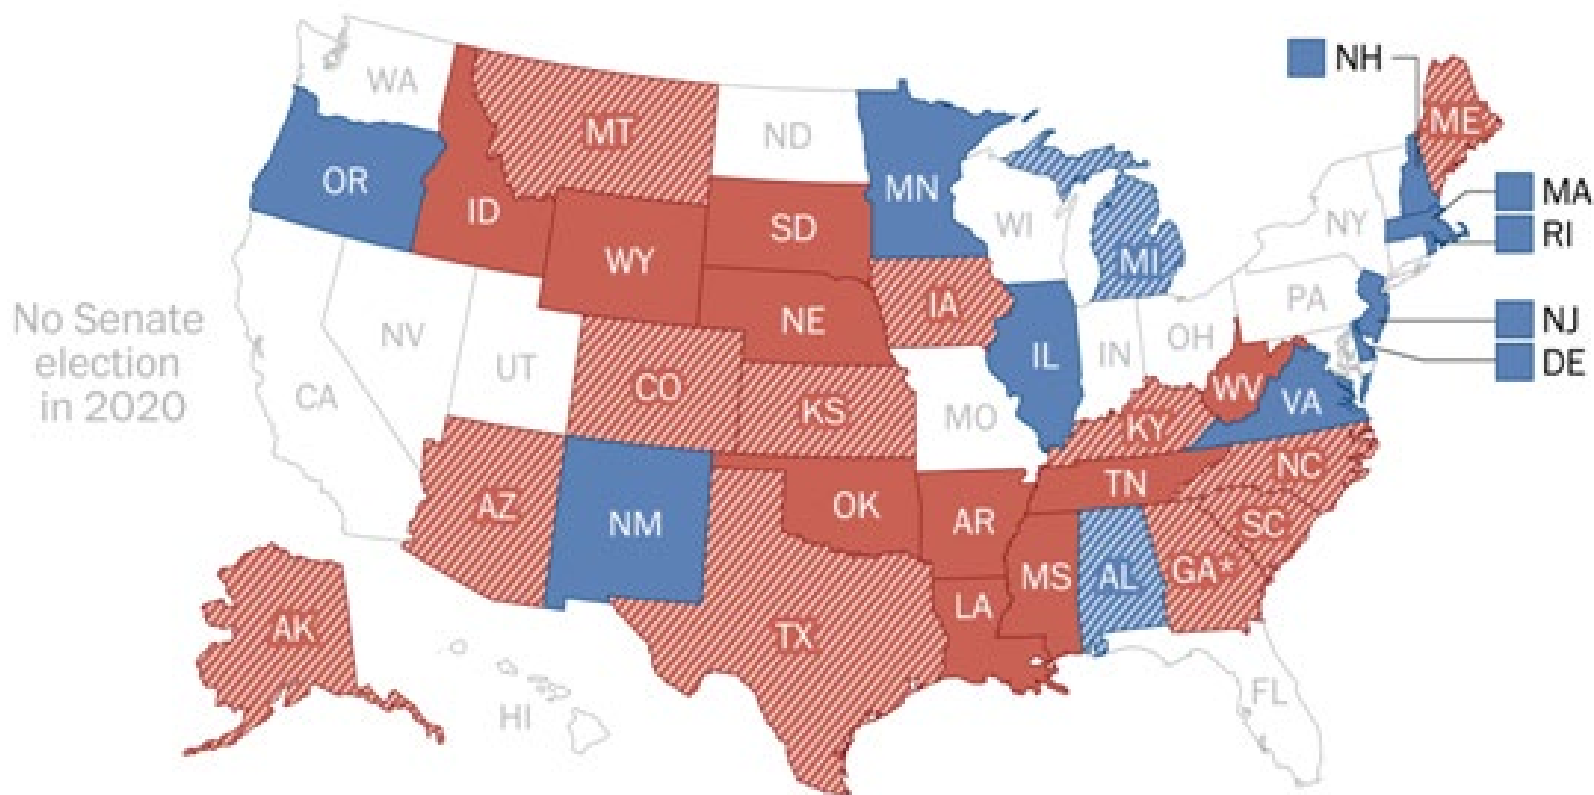 NH
WA
ME
MT
ND
OR
MN
MA
ID
SD
WI
NY
RI
WY
MI
PA
No Senate
election
in 2020
NE
IA
NJ
NV
OH
UT
IL
IN
DE
CO
WV
CA
KS
MO
VA
KY
NC
TN
AZ
OK
AR
SC
NM
MS
AL
GA*
LA
AK
TX
FL
HI